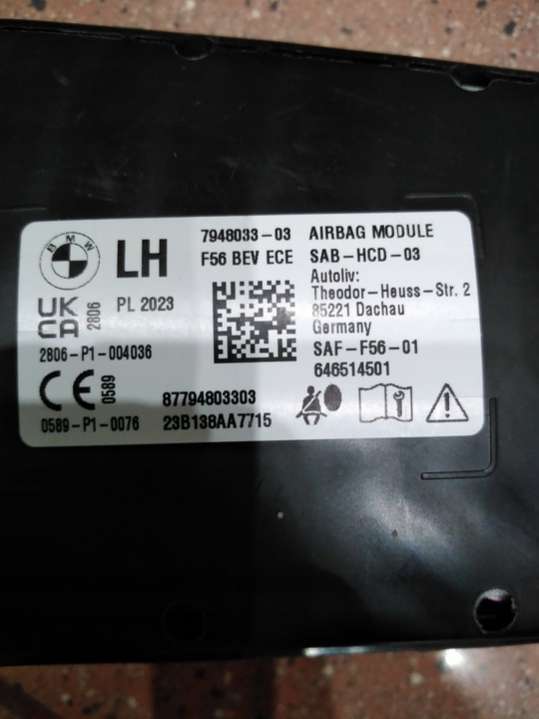 BMW
LH
7948033-03
F56 BEV ECE
AIRBAG MODULE
SAB-HCD-03
Autoliv:
Theodor-Heuss-Str. 2
85221 Dachau
Germany
SAF-F56-01
646514501
UK
CA
2806
PL 2023
2806-P1-004036
CE
0589
0589-P1-0076
87794803303
23B138AA7715